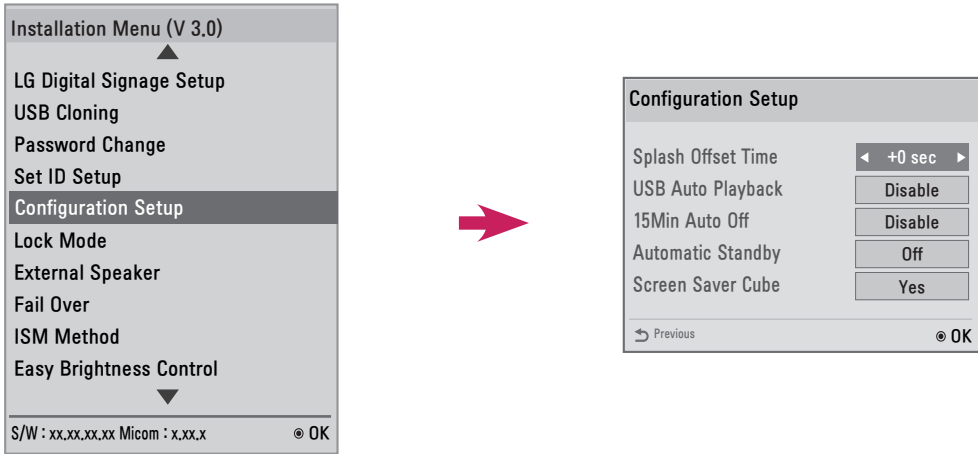 Installation Menu (V 3.0)
LG Digital Signage Setup
USB Cloning
Password Change
Set ID Setup
Configuration Setup
Lock Mode
External Speaker
Fail Over
ISM Method
Easy Brightness Control
S/W : xx.xx.xx.xx Micom : x.xx.x ◉ OK
Configuration Setup
Splash Offset Time ◀ +0 sec ▶
USB Auto Playback Disable
15Min Auto Off Disable
Automatic Standby Off
Screen Saver Cube Yes
Previous ◉ OK